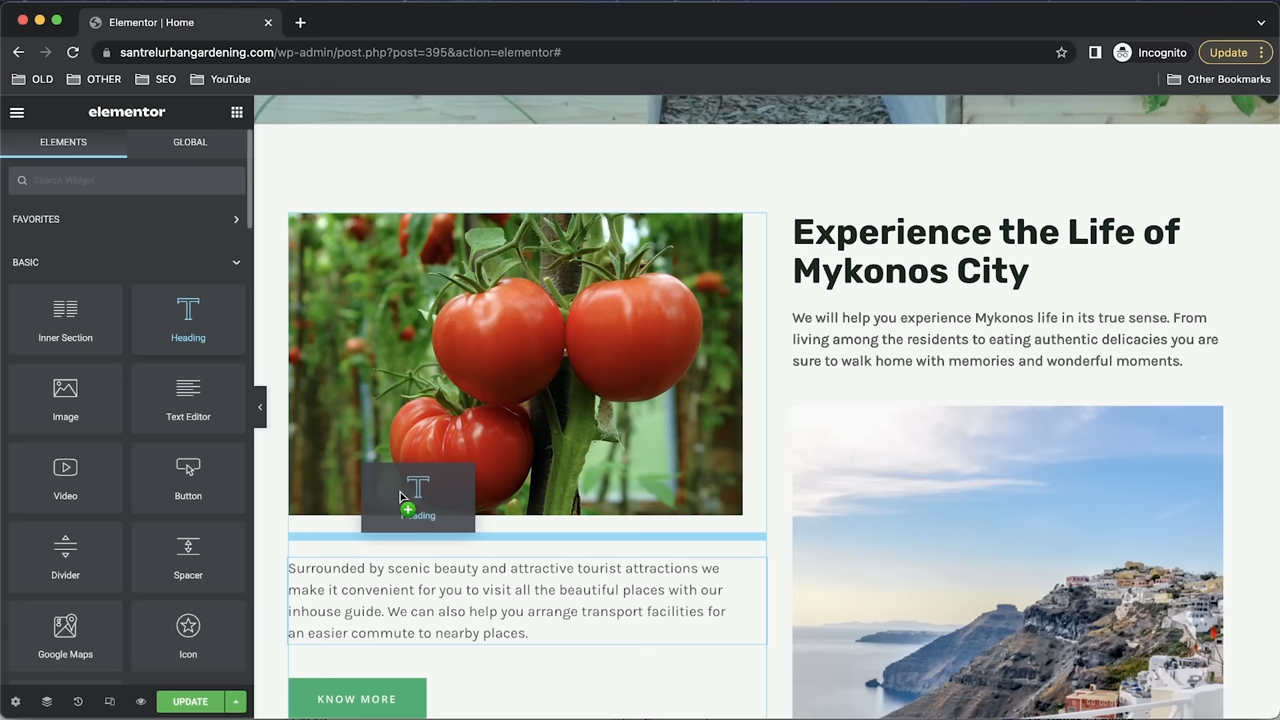 Elementor | Home
santrelurbangardening.com/wp-admin/post.php?post=395&action=elementor#
Incognito
Update
OLD
OTHER
SEO
YouTube
Other Bookmarks
elementor
ELEMENTS
GLOBAL
Search Widget...
FAVORITES
BASIC
Inner Section
Heading
Image
Text Editor
Video
Button
Divider
Spacer
Google Maps
Icon
UPDATE
Heading
Surrounded by scenic beauty and attractive tourist attractions we
make it convenient for you to visit all the beautiful places with our
inhouse guide. We can also help you arrange transport facilities for
an easier commute to nearby places.
KNOW MORE
Experience the Life of
Mykonos City
We will help you experience Mykonos life in its true sense. From
living among the residents to eating authentic delicacies you are
sure to walk home with memories and wonderful moments.